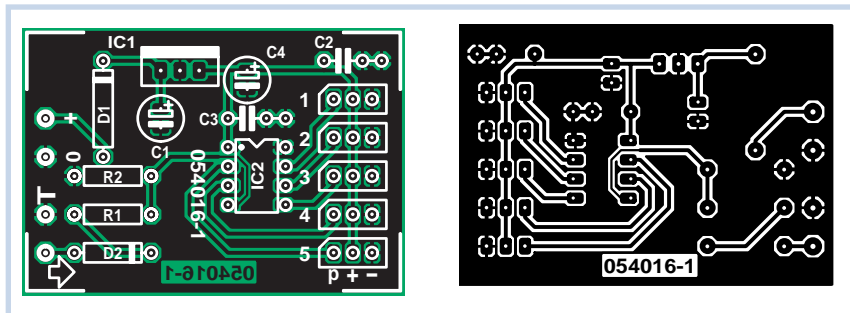 IC1
C4
C2
+
D1
C3
1
C1
2
0
IC2
R2
3
054016-1
T
R1
4
D2
5
054016-1
p + –
054016-1